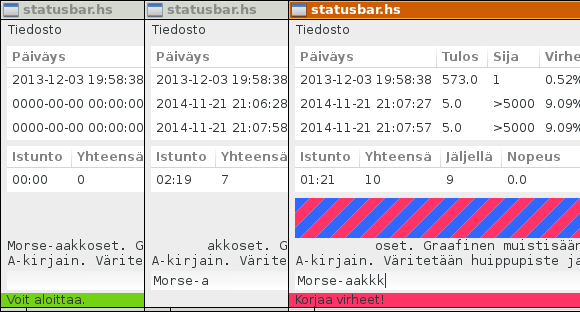 statusbar.hs
Tiedosto
Päiväys
2013-12-03 19:58:38
0000-00-00 00:00:00
0000-00-00 00:00:00
Istunto Yhteensä
00:00 0
Morse-aakkoset. G
A-kirjain. Värite
Voit aloittaa.
statusbar.hs
Tiedosto
Päiväys
2013-12-03 19:58:38
2014-11-21 21:06:28
2014-11-21 21:07:58
Istunto Yhteensä
02:19 7
akkoset. G
A-kirjain. Värite
Morse-a
statusbar.hs
Tiedosto
Päiväys Tulos Sija Virhe
2013-12-03 19:58:38 573.0 1 0.52%
2014-11-21 21:07:27 5.0 >5000 9.09%
2014-11-21 21:07:57 5.0 >5000 9.09%
Istunto Yhteensä Jäljellä Nopeus
01:21 10 9 0.0
oset. Graafinen muistisään
A-kirjain. Väritetään huippupiste ja
Morse-aakkk
Korjaa virheet!